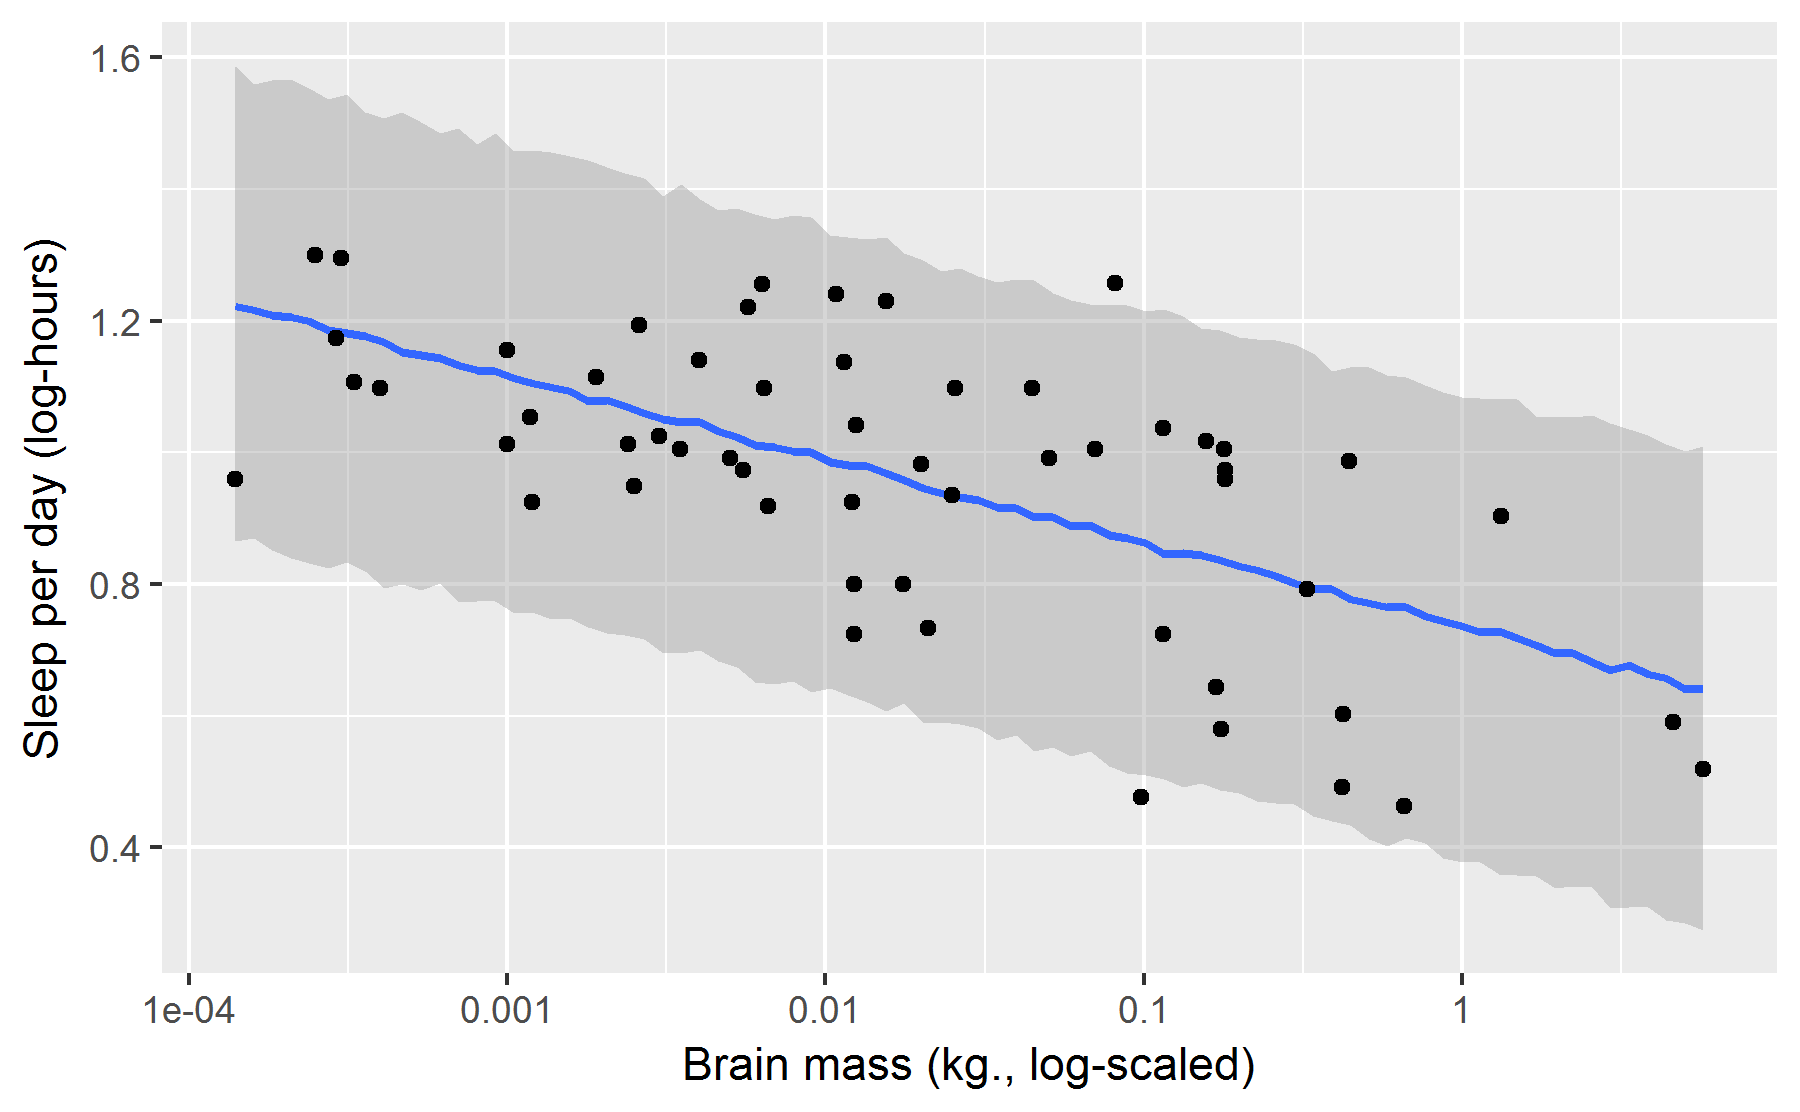 1.6
1.2
0.8
0.4
Sleep per day (log-hours)
1e-04
0.001
0.01
0.1
1
Brain mass (kg., log-scaled)